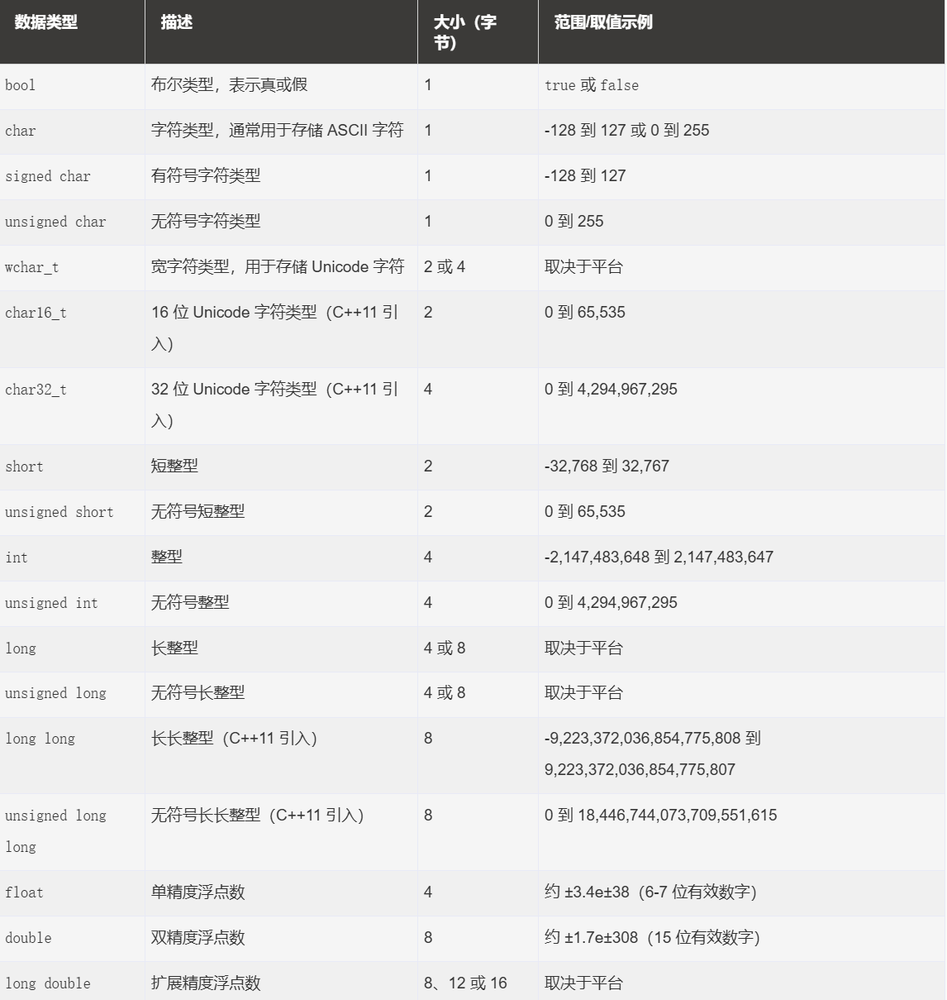 数据类型 描述 大小（字节） 范围/取值示例
bool 布尔类型，表示真或假 1 true 或 false
char 字符类型，通常用于存储 ASCII 字符 1 -128 到 127 或 0 到 255
signed char 有符号字符类型 1 -128 到 127
unsigned char 无符号字符类型 1 0 到 255
wchar_t 宽字符类型，用于存储 Unicode 字符 2 或 4 取决于平台
char16_t 16 位 Unicode 字符类型（C++11 引入） 2 0 到 65,535
char32_t 32 位 Unicode 字符类型（C++11 引入） 4 0 到 4,294,967,295
short 短整型 2 -32,768 到 32,767
unsigned short 无符号短整型 2 0 到 65,535
int 整型 4 -2,147,483,648 到 2,147,483,647
unsigned int 无符号整型 4 0 到 4,294,967,295
long 长整型 4 或 8 取决于平台
unsigned long 无符号长整型 4 或 8 取决于平台
long long 长长整型（C++11 引入） 8 -9,223,372,036,854,775,808 到 9,223,372,036,854,775,807
unsigned long long 无符号长长整型（C++11 引入） 8 0 到 18,446,744,073,709,551,615
float 单精度浮点数 4 约 ±3.4e±38（6-7 位有效数字）
double 双精度浮点数 8 约 ±1.7e±308（15 位有效数字）
long double 扩展精度浮点数 8、12 或 16 取决于平台